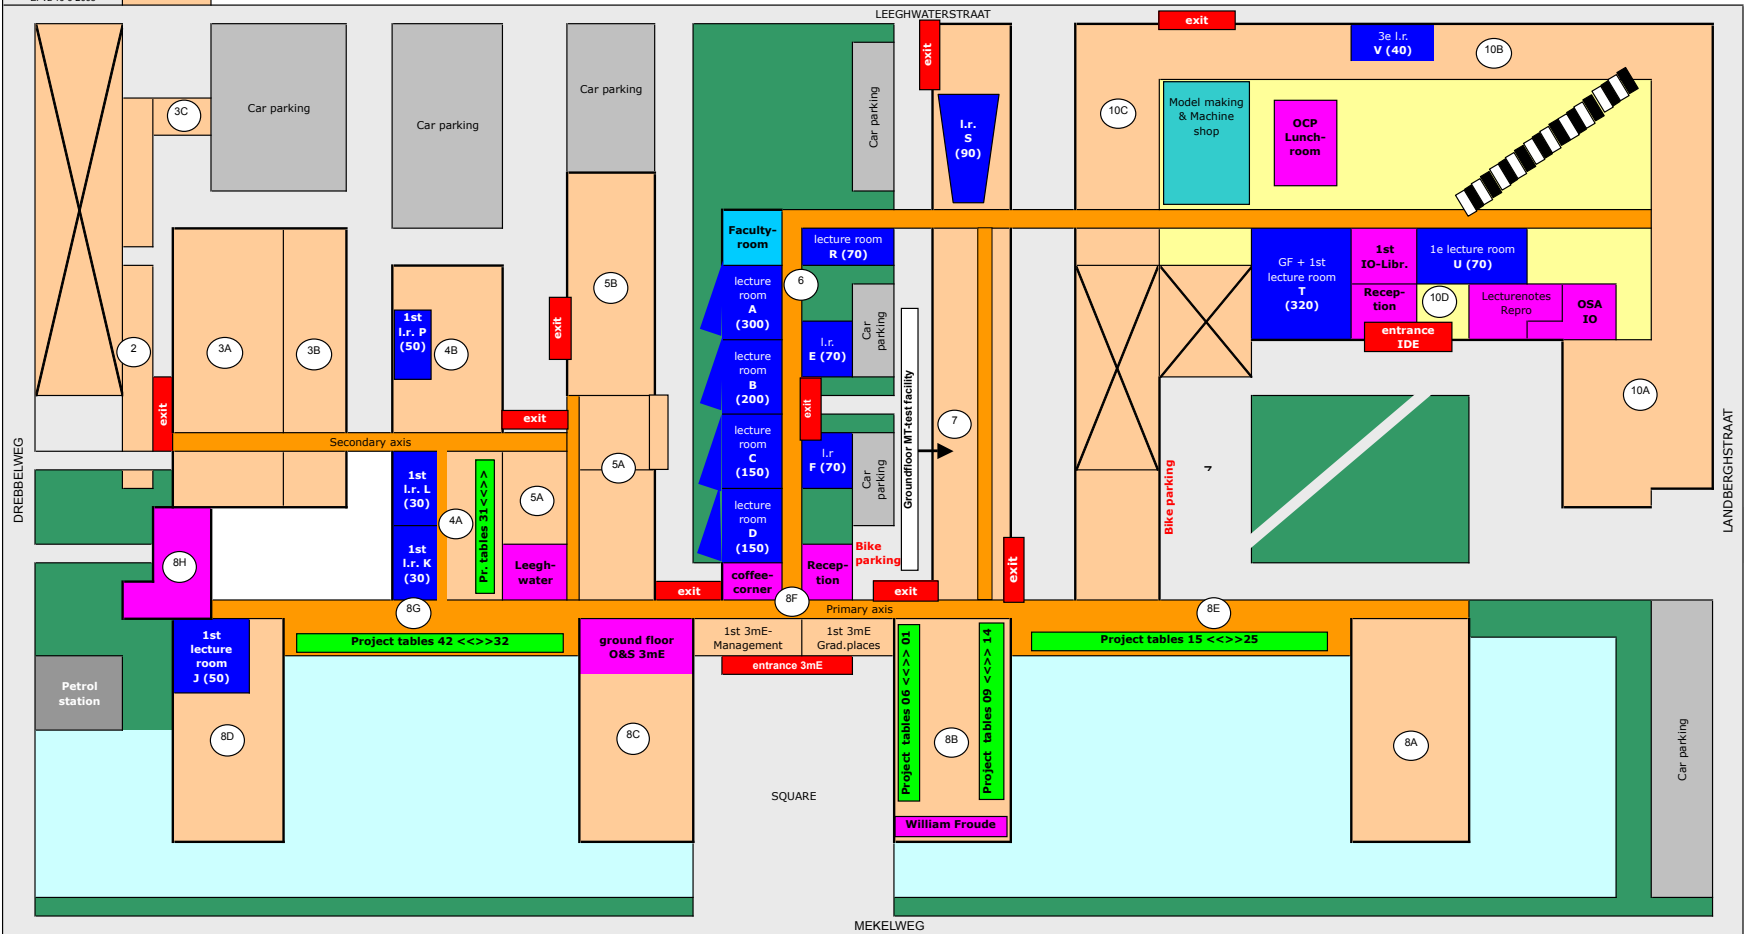 LEEGHWATERSTRAAT
exit
exit
3e l.r.
V (40)
10B
3C
Car parking
Car parking
Car parking
Car parking
l.r.
S
(90)
10C
Model making
& Machine
shop
OCP
Lunch-
room
Faculty-
room
lecture room
R (70)
GF + 1st
lecture room
T
(320)
1st
IO-Libr.
1e lecture room
U (70)
Recep-
tion
10D
Lecturenotes
Repro
OSA
IO
entrance
IDE
2
3A
3B
1st
l.r. P
(50)
4B
exit
5B
lecture
room
A
(300)
6
l.r.
E (70)
Car
parking
lecture
room
B
(200)
exit
exit
exit
Secondary axis
lecture
room
C
(150)
l.r
F (70)
Car
parking
Groundfloor MT-test facility
7
10A
DREBBELWEG
LANDBERGHSTRAAT
Bike parking
7
1st
l.r. L
(30)
4A
Pr. tables 31 <<>>
5A
5A
1st
l.r. K
(30)
Leegh-
water
lecture
room
D
(150)
Bike
parking
exit
8H
coffee-
corner
Recep-
tion
exit
exit
8G
8F
Primary axis
8E
1st
lecture
room
J (50)
Project tables 42 <<>>32
ground floor
O&S 3mE
1st 3mE-
Management
1st 3mE
Grad.places
entrance 3mE
Project tables 06 <<>> 01
Project tables 09 <<>> 14
Project tables 15 <<>>25
Petrol
station
8D
8C
8B
8A
Car parking
SQUARE
William Froude
MEKELWEG